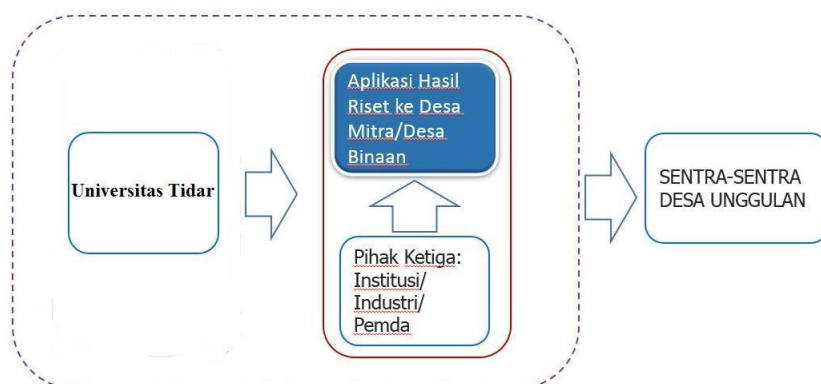 Universitas Tidar
Aplikasi Hasil
Riset ke Desa
Mitra/Desa
Binaan
Pihak Ketiga:
Institusi/
Industri/
Pemda
SENTRA-SENTRA
DESA UNGGULAN